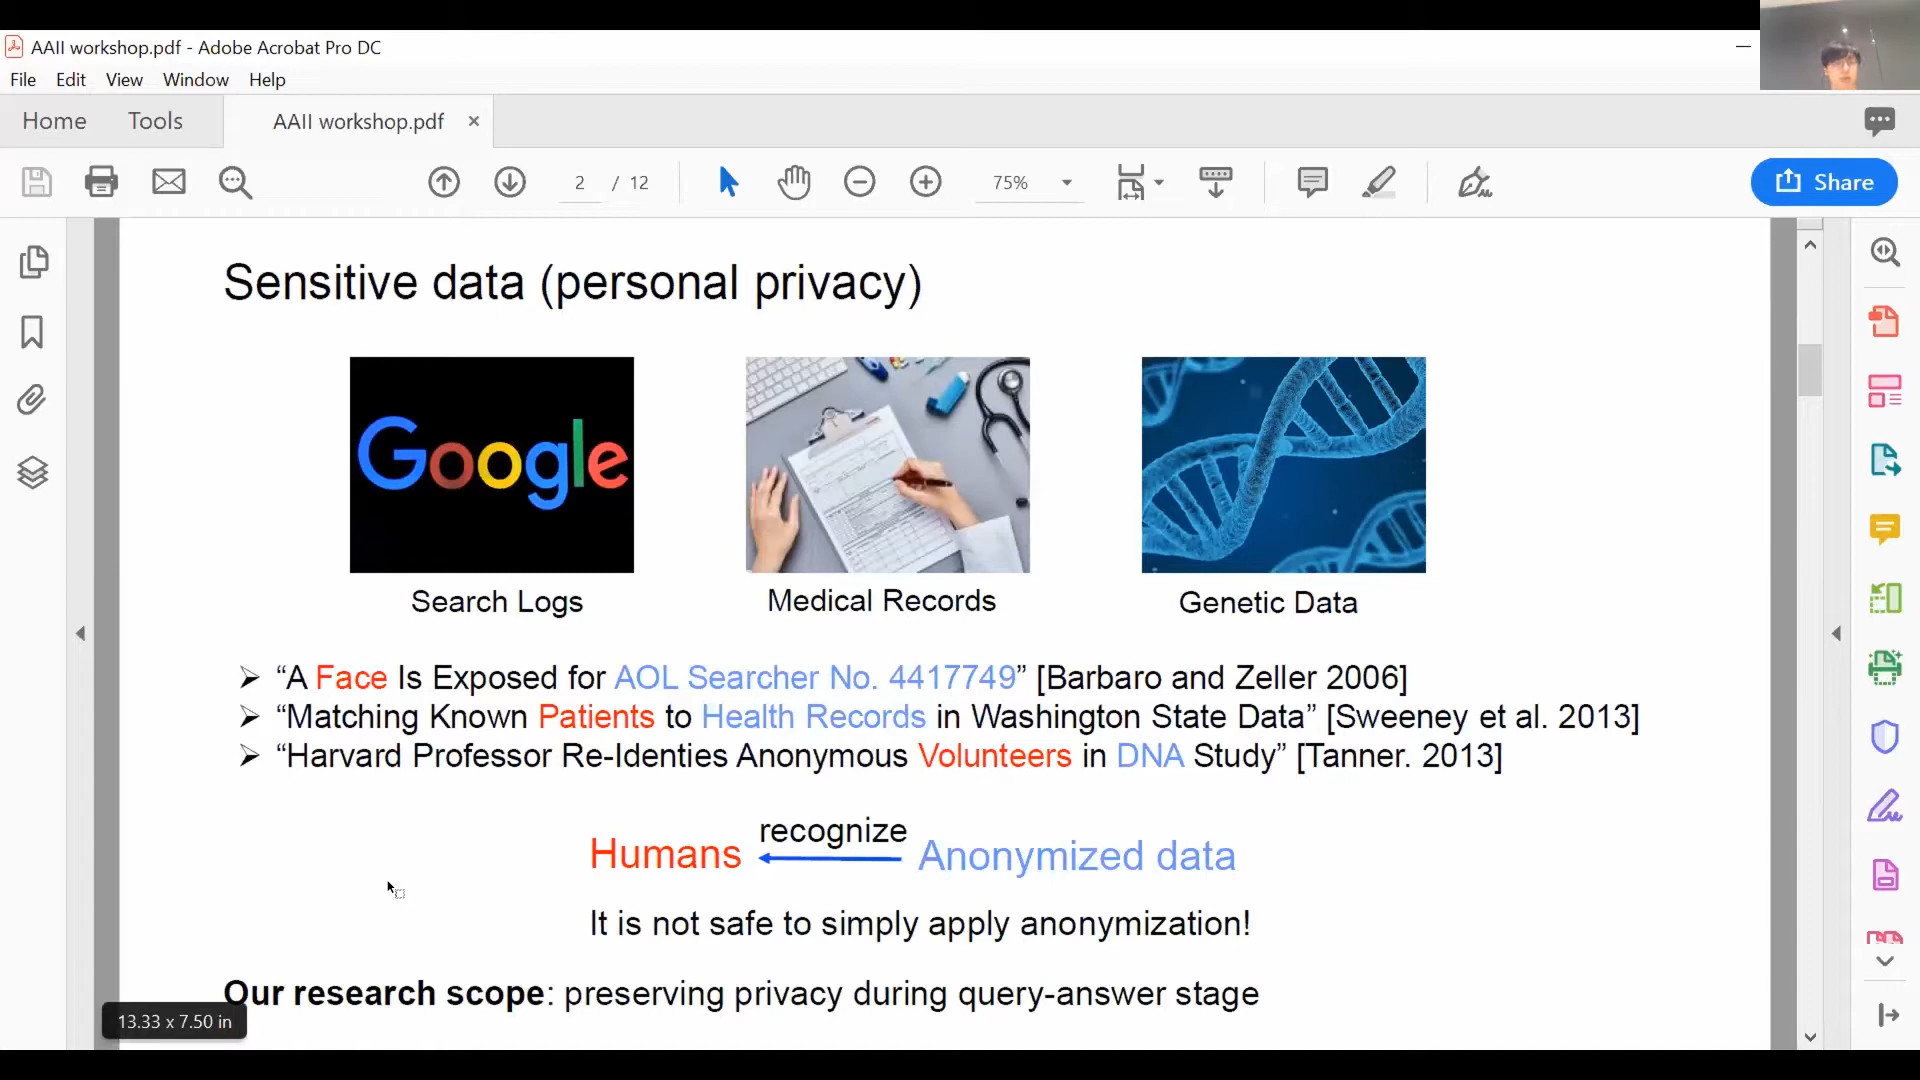 AAII workshop.pdf - Adobe Acrobat Pro DC
File Edit View Window Help
Home Tools AAII workshop.pdf ×
2 / 12 75% Share
Sensitive data (personal privacy)
Google
Search Logs Medical Records Genetic Data
➢ “A Face Is Exposed for AOL Searcher No. 4417749” [Barbaro and Zeller 2006]
➢ “Matching Known Patients to Health Records in Washington State Data” [Sweeney et al. 2013]
➢ “Harvard Professor Re-Identies Anonymous Volunteers in DNA Study” [Tanner. 2013]
recognize
Humans Anonymized data
It is not safe to simply apply anonymization!
Our research scope: preserving privacy during query-answer stage
13.33 x 7.50 in